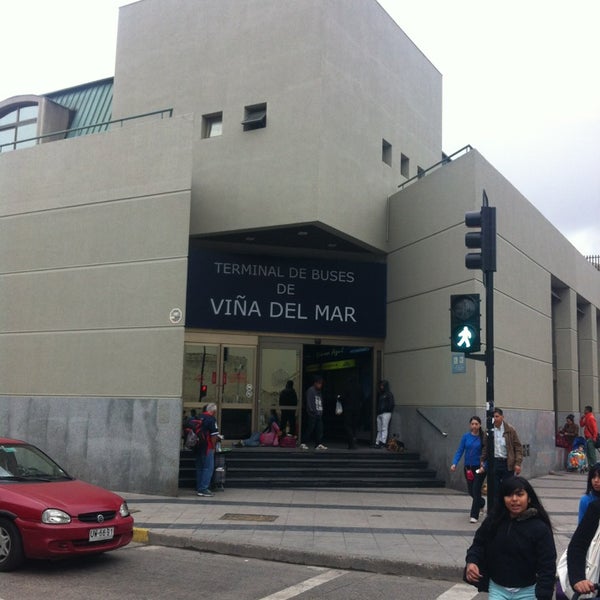 TERMINAL DE BUSES
DE
VIÑA DEL MAR